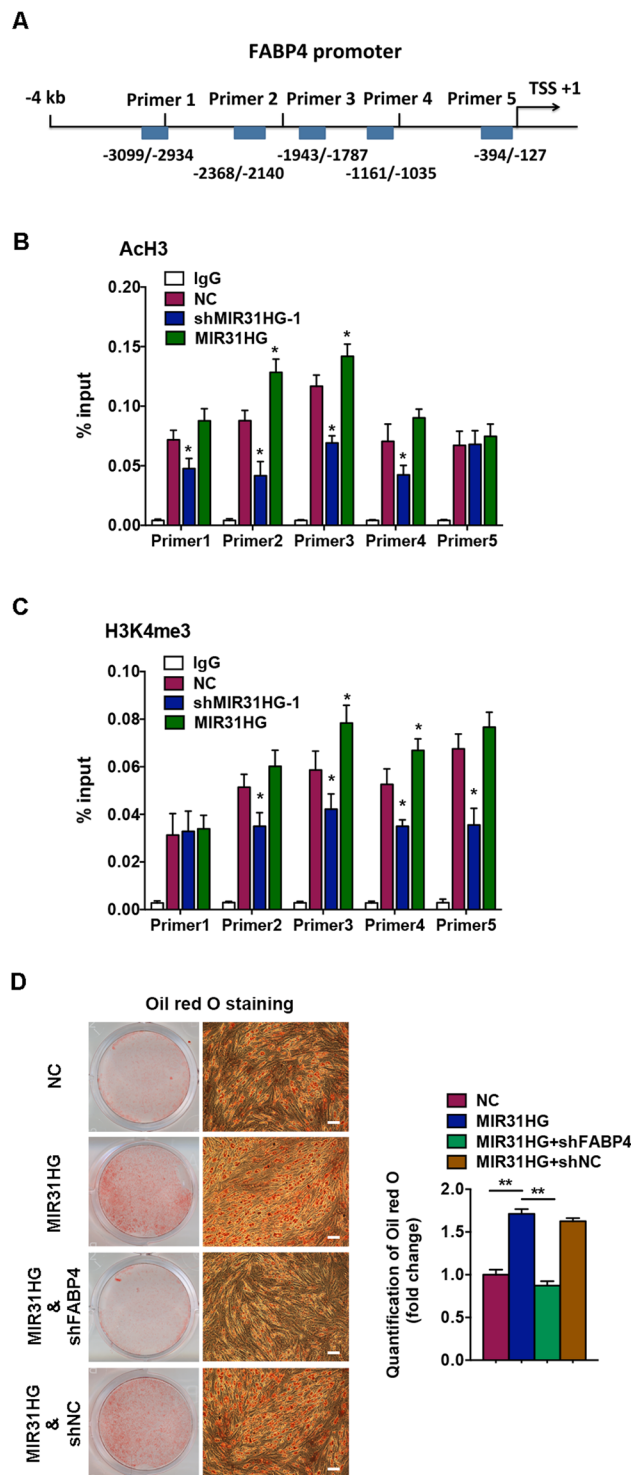 A
FABP4 promoter
-4 kb Primer 1 Primer 2 Primer 3 Primer 4 Primer 5 TSS +1
-3099/-2934 -1943/-1787 -394/-127
-2368/-2140 -1161/-1035
B
AcH3
IgG
NC
shMIR31HG-1
MIR31HG
% input
0.20
0.15
0.10
0.05
0.00
* * * * * *
Primer1 Primer2 Primer3 Primer4 Primer5
C
H3K4me3
IgG
NC
shMIR31HG-1
MIR31HG
% input
0.10
0.08
0.06
0.04
0.02
0.00
* * * * * *
Primer1 Primer2 Primer3 Primer4 Primer5
D
Oil red O staining
NC
MIR31HG
MIR31HG
&
shFABP4
MIR31HG
&
shNC
NC
MIR31HG
MIR31HG+shFABP4
MIR31HG+shNC
Quantification of Oil red O
(fold change)
2.0
1.5
1.0
0.5
0.0
** **